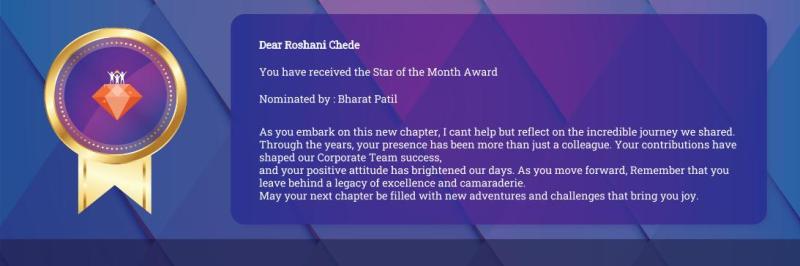 Dear Roshani Chede
You have received the Star of the Month Award
Nominated by : Bharat Patil
As you embark on this new chapter, I cant help but reflect on the incredible journey we shared.
Through the years, your presence has been more than just a colleague. Your contributions have
shaped our Corporate Team success,
and your positive attitude has brightened our days. As you move forward, Remember that you
leave behind a legacy of excellence and camaraderie.
May your next chapter be filled with new adventures and challenges that bring you joy.